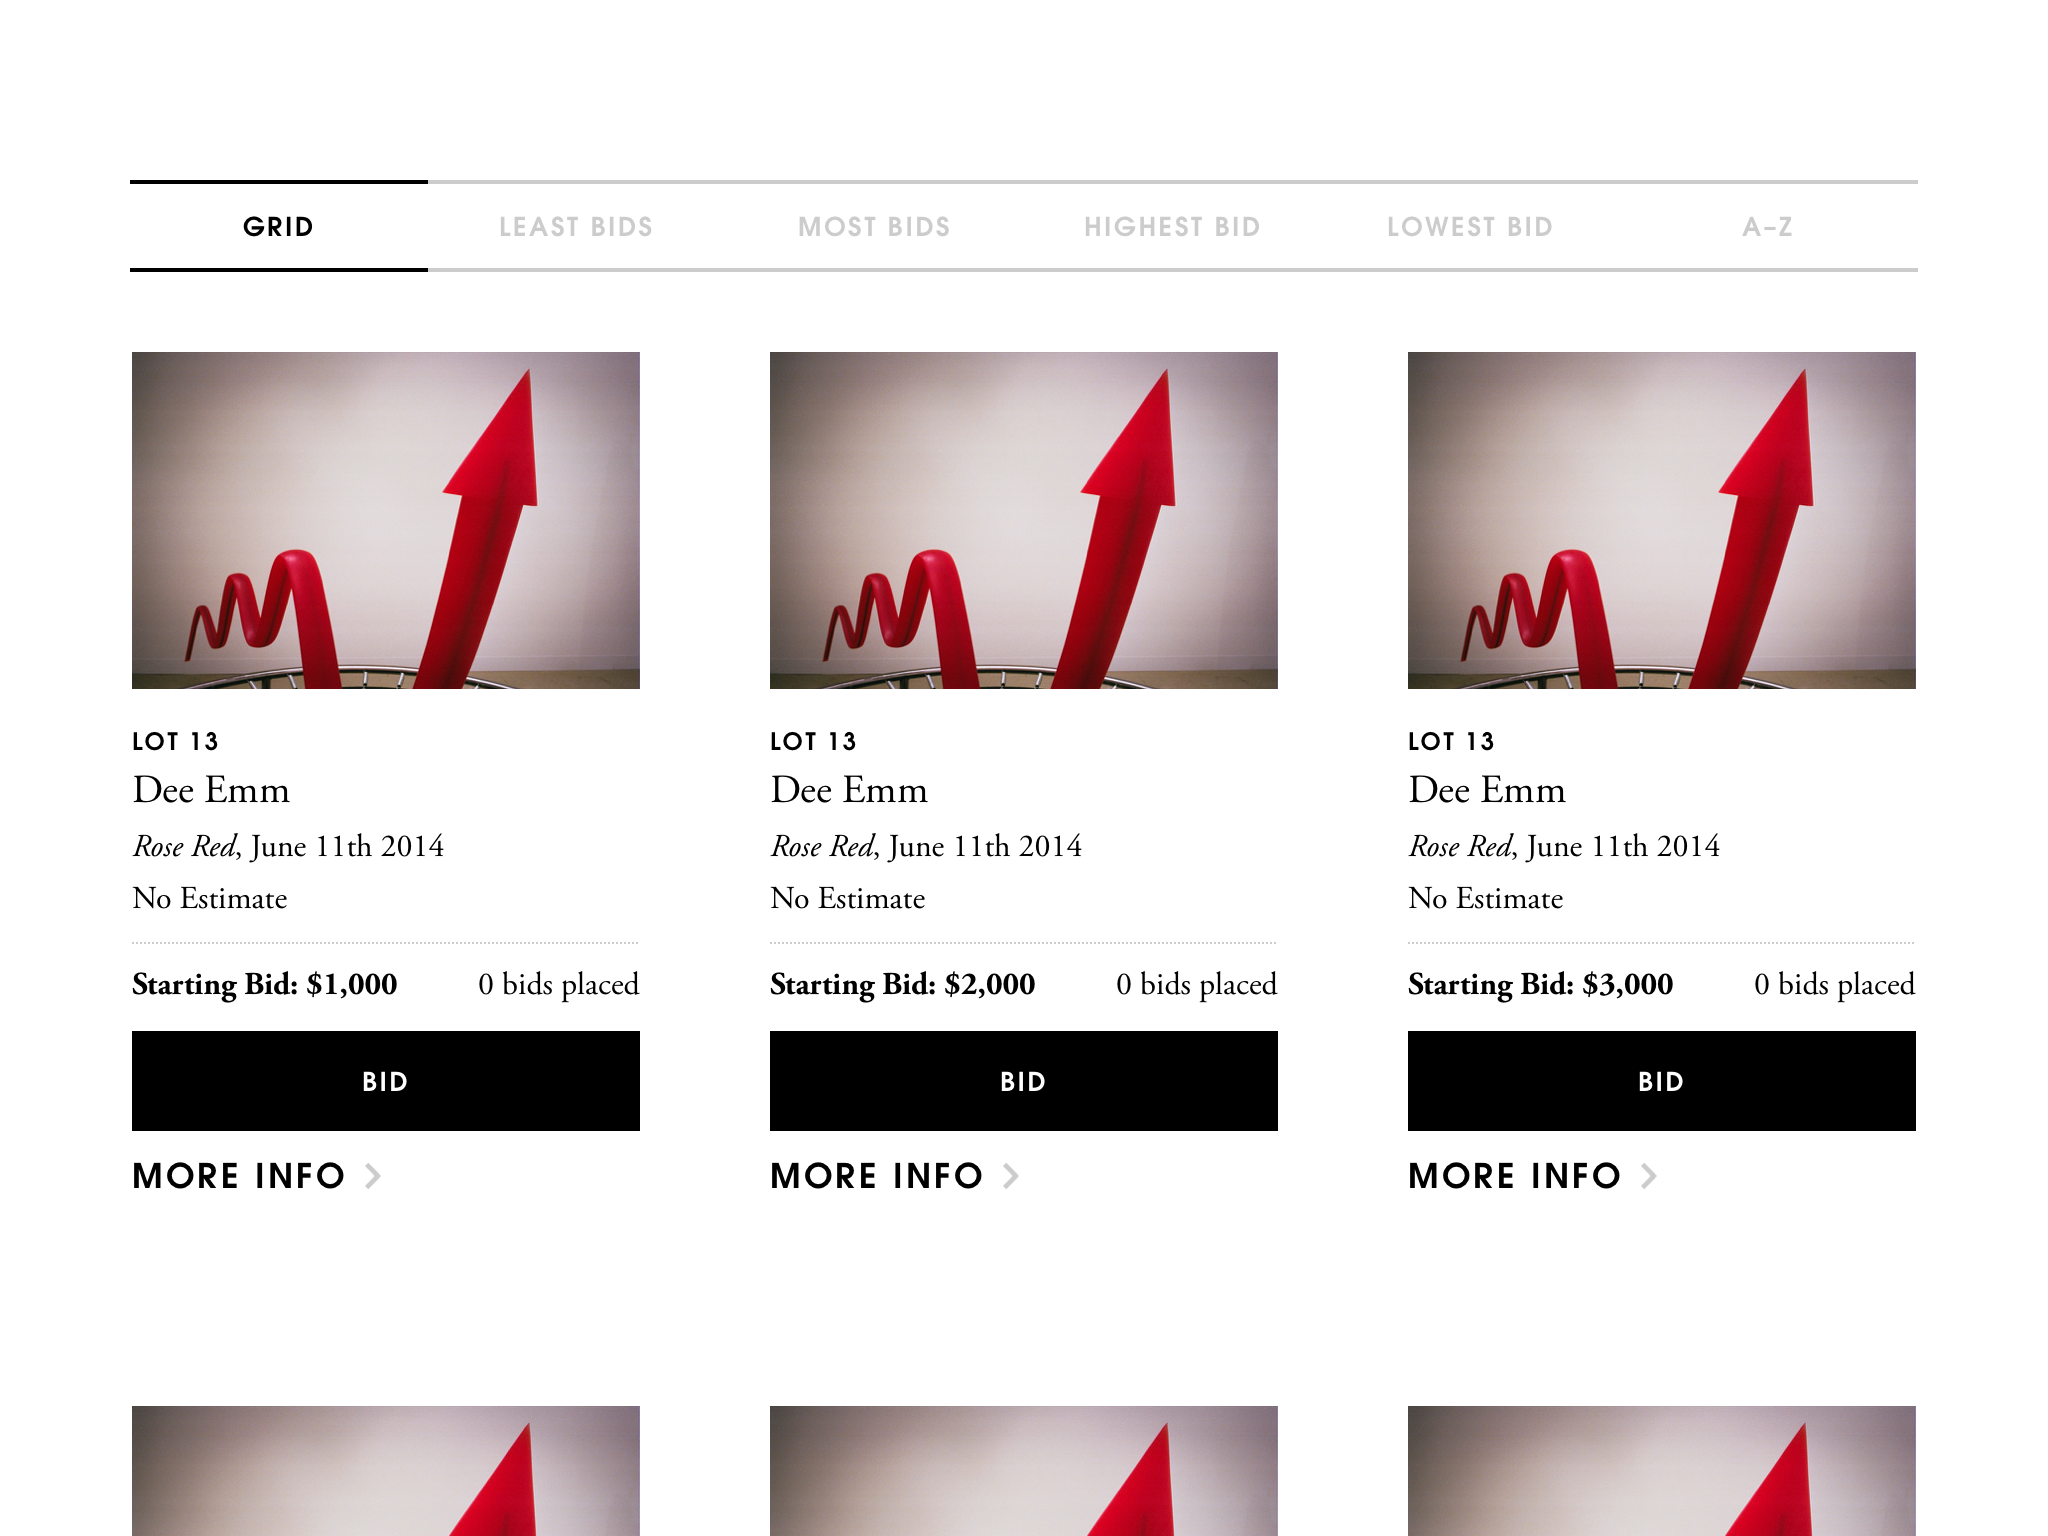 GRID LEAST BIDS MOST BIDS HIGHEST BID LOWEST BID A–Z
LOT 13
Dee Emm
Rose Red, June 11th 2014
No Estimate
Starting Bid: $1,000 0 bids placed
BID
MORE INFO
LOT 13
Dee Emm
Rose Red, June 11th 2014
No Estimate
Starting Bid: $2,000 0 bids placed
BID
MORE INFO
LOT 13
Dee Emm
Rose Red, June 11th 2014
No Estimate
Starting Bid: $3,000 0 bids placed
BID
MORE INFO